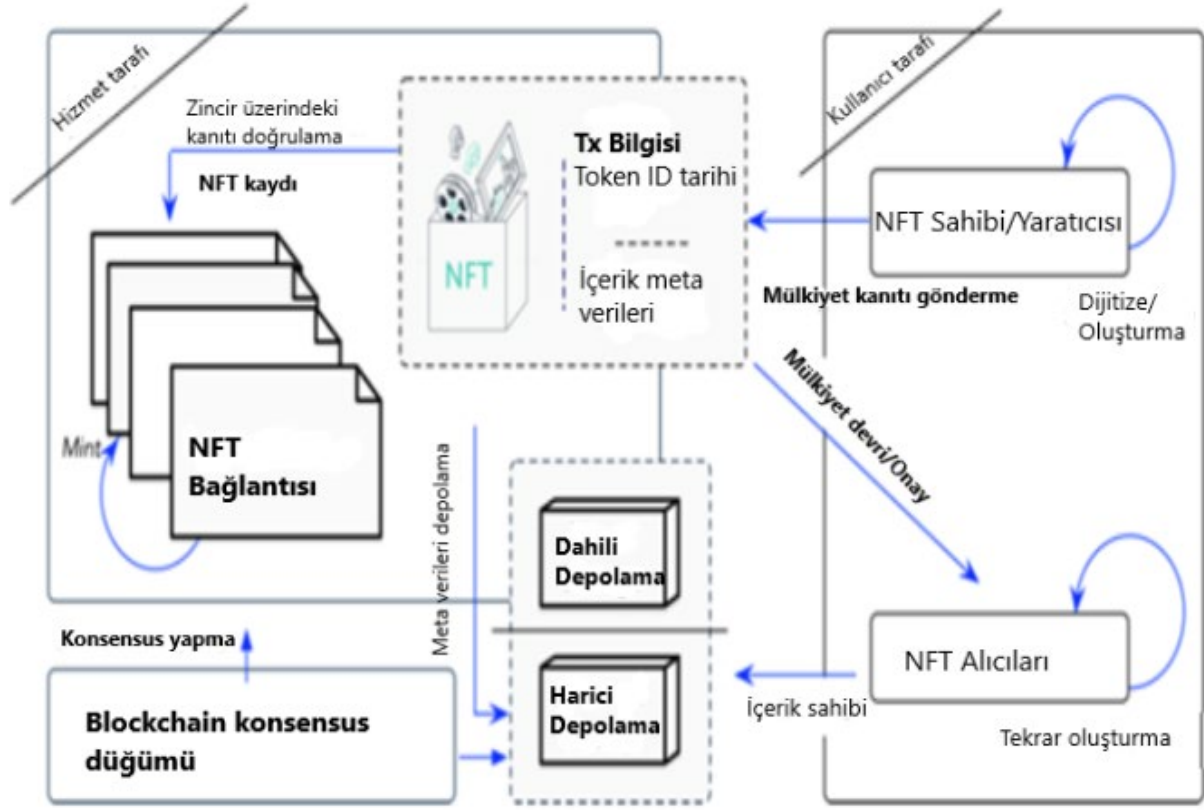 Hizmet tarafı
Kullanıcı tarafı
Zincir üzerindeki
kanıtı doğrulama
NFT kaydı
NFT
Tx Bilgisi
Token ID tarihi
İçerik meta
verileri
NFT Sahibi/Yaratıcısı
Mülkiyet kanıtı gönderme
Dijitize/
Oluşturma
Mülkiyet devri/Onay
Mint
NFT
Bağlantısı
Meta verileri depolama
Dahili
Depolama
Harici
Depolama
Konsensus yapma
Blockchain konsensus
düğümü
NFT Alıcıları
İçerik sahibi
Tekrar oluşturma